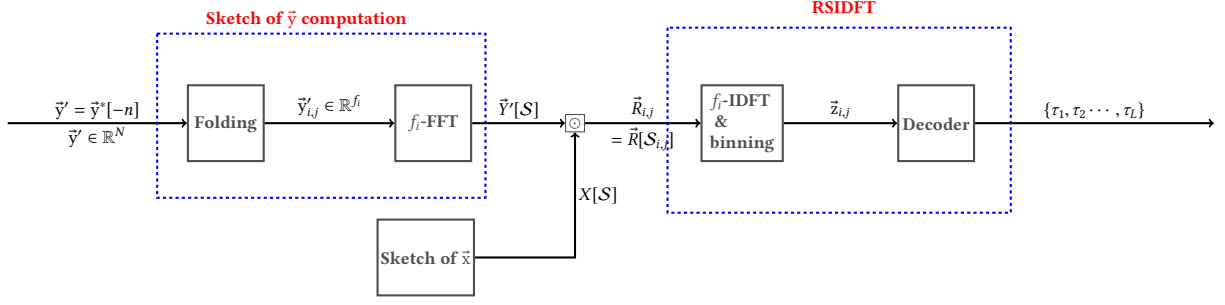 Sketch of y⃗ computation
RSIDFT
y⃗′ = y⃗*[−n]
y⃗′ ∈ ℝ^N
Folding
y⃗′_{i,j} ∈ ℝ^{f_i}
f_i-FFT
Y⃗′[𝒮]
⊙
R⃗_{i,j}
= R⃗[𝒮_{i,j}]
f_i-IDFT
&
binning
z⃗_{i,j}
Decoder
{τ_1, τ_2 ⋯ , τ_L}
X[𝒮]
Sketch of x⃗